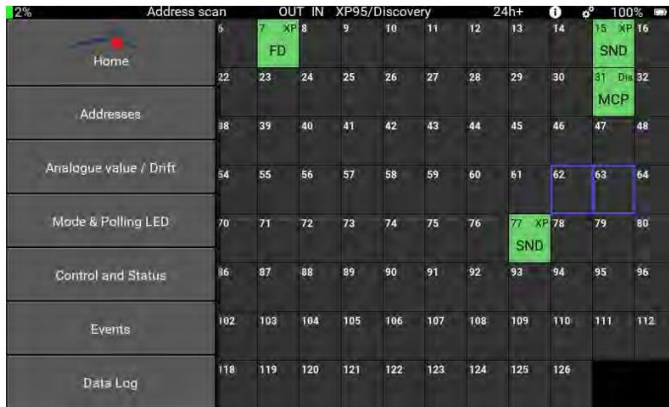 2% Address scan OUT IN XP95/Discovery 24h+ 100%
Home
Addresses
Analogue value / Drift
Mode & Polling LED
Control and Status
Events
Data Log
6 7 XP 8 9 10 11 12 13 14 15 XP 16
FD SND
22 23 24 25 26 27 28 29 30 31 Dis 32
MCP
38 39 40 41 42 43 44 45 46 47 48
54 55 56 57 58 59 60 61 62 63 64
70 71 72 73 74 75 76 77 XP 78 79 80
SND
86 87 88 89 90 91 92 93 94 95 96
102 103 104 105 106 107 108 109 110 111 112
118 119 120 121 122 123 124 125 126